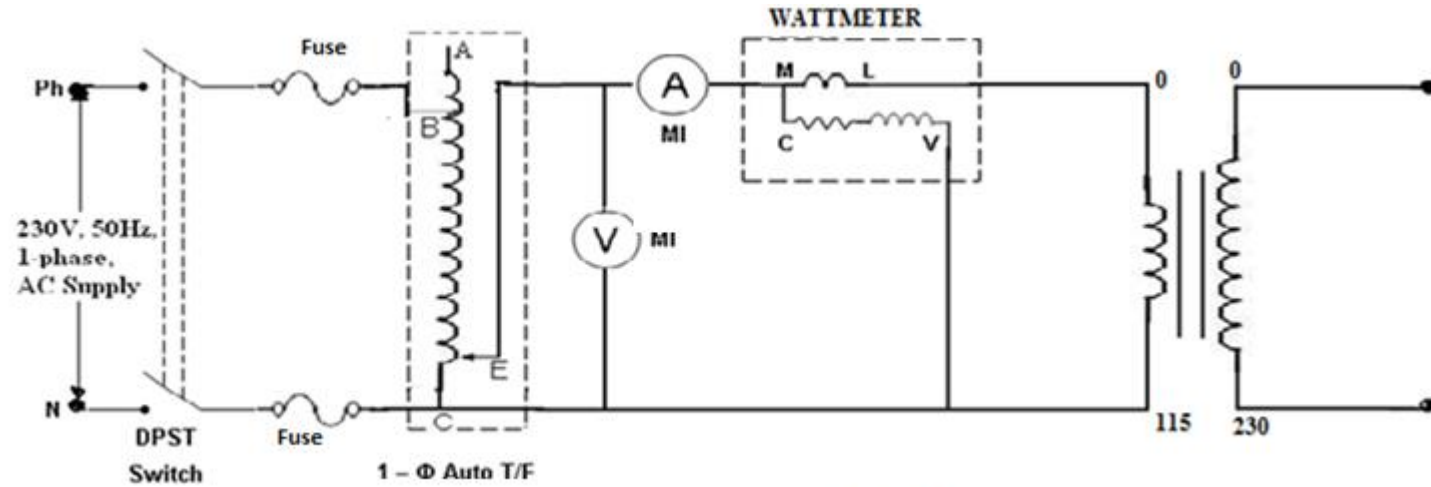 WATTMETER
Fuse
A
Ph
B
A
MI
M
L
C
V
0
0
230V, 50Hz,
1-phase,
AC Supply
V
MI
E
N
C
Fuse
115
230
DPST
Switch
1 – Φ Auto T/F